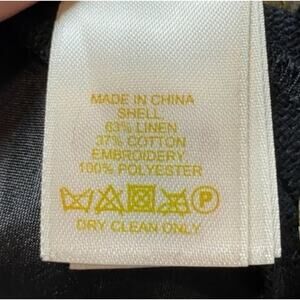 MADE IN CHINA
SHELL,
63% LINEN
37% COTTON
EMBROIDERY
100% POLYESTER
P
DRY CLEAN ONLY